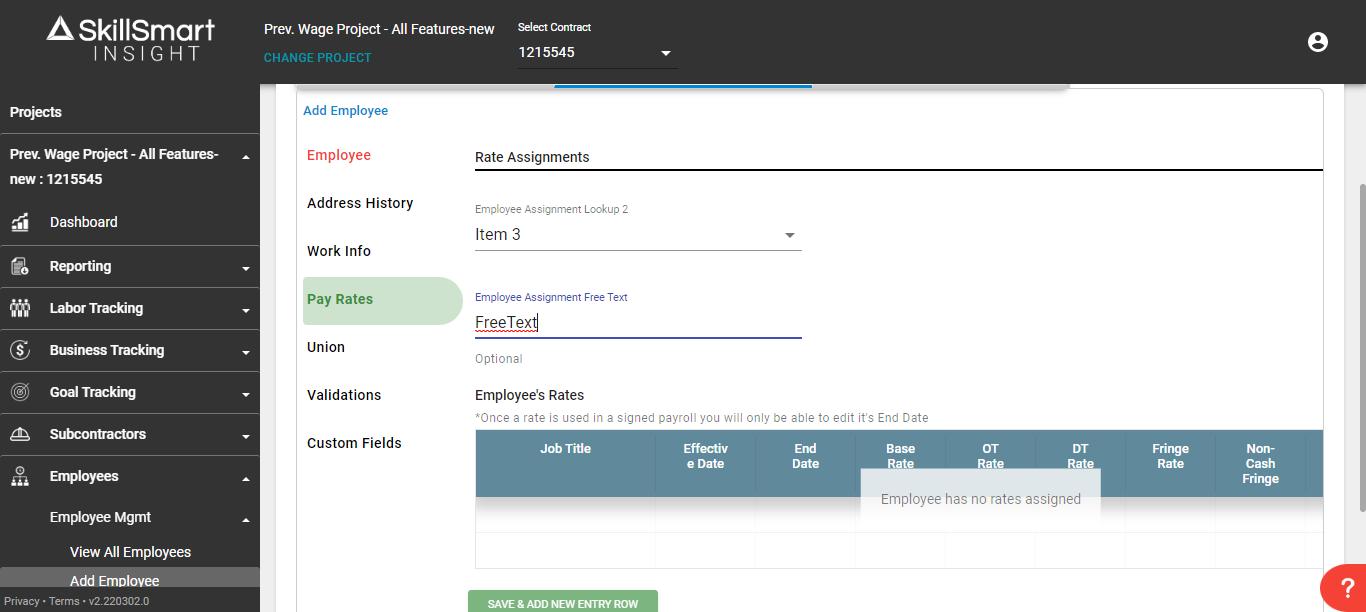 SkillSmart
INSIGHT
Prev. Wage Project - All Features-new
CHANGE PROJECT
Select Contract
1215545
Projects
Prev. Wage Project - All Features-
new : 1215545
Dashboard
Reporting
Labor Tracking
Business Tracking
Goal Tracking
Subcontractors
Employees
Employee Mgmt
View All Employees
Add Employee
Privacy • Terms • v2.220302.0
Add Employee
Employee
Address History
Work Info
Pay Rates
Union
Validations
Custom Fields
Rate Assignments
Employee Assignment Lookup 2
Item 3
Employee Assignment Free Text
FreeText
Optional
Employee's Rates
*Once a rate is used in a signed payroll you will only be able to edit it's End Date
Job Title
Effectiv
e Date
End
Date
Base
Rate
OT
Rate
DT
Rate
Fringe
Rate
Non-
Cash
Fringe
Employee has no rates assigned
SAVE & ADD NEW ENTRY ROW
?